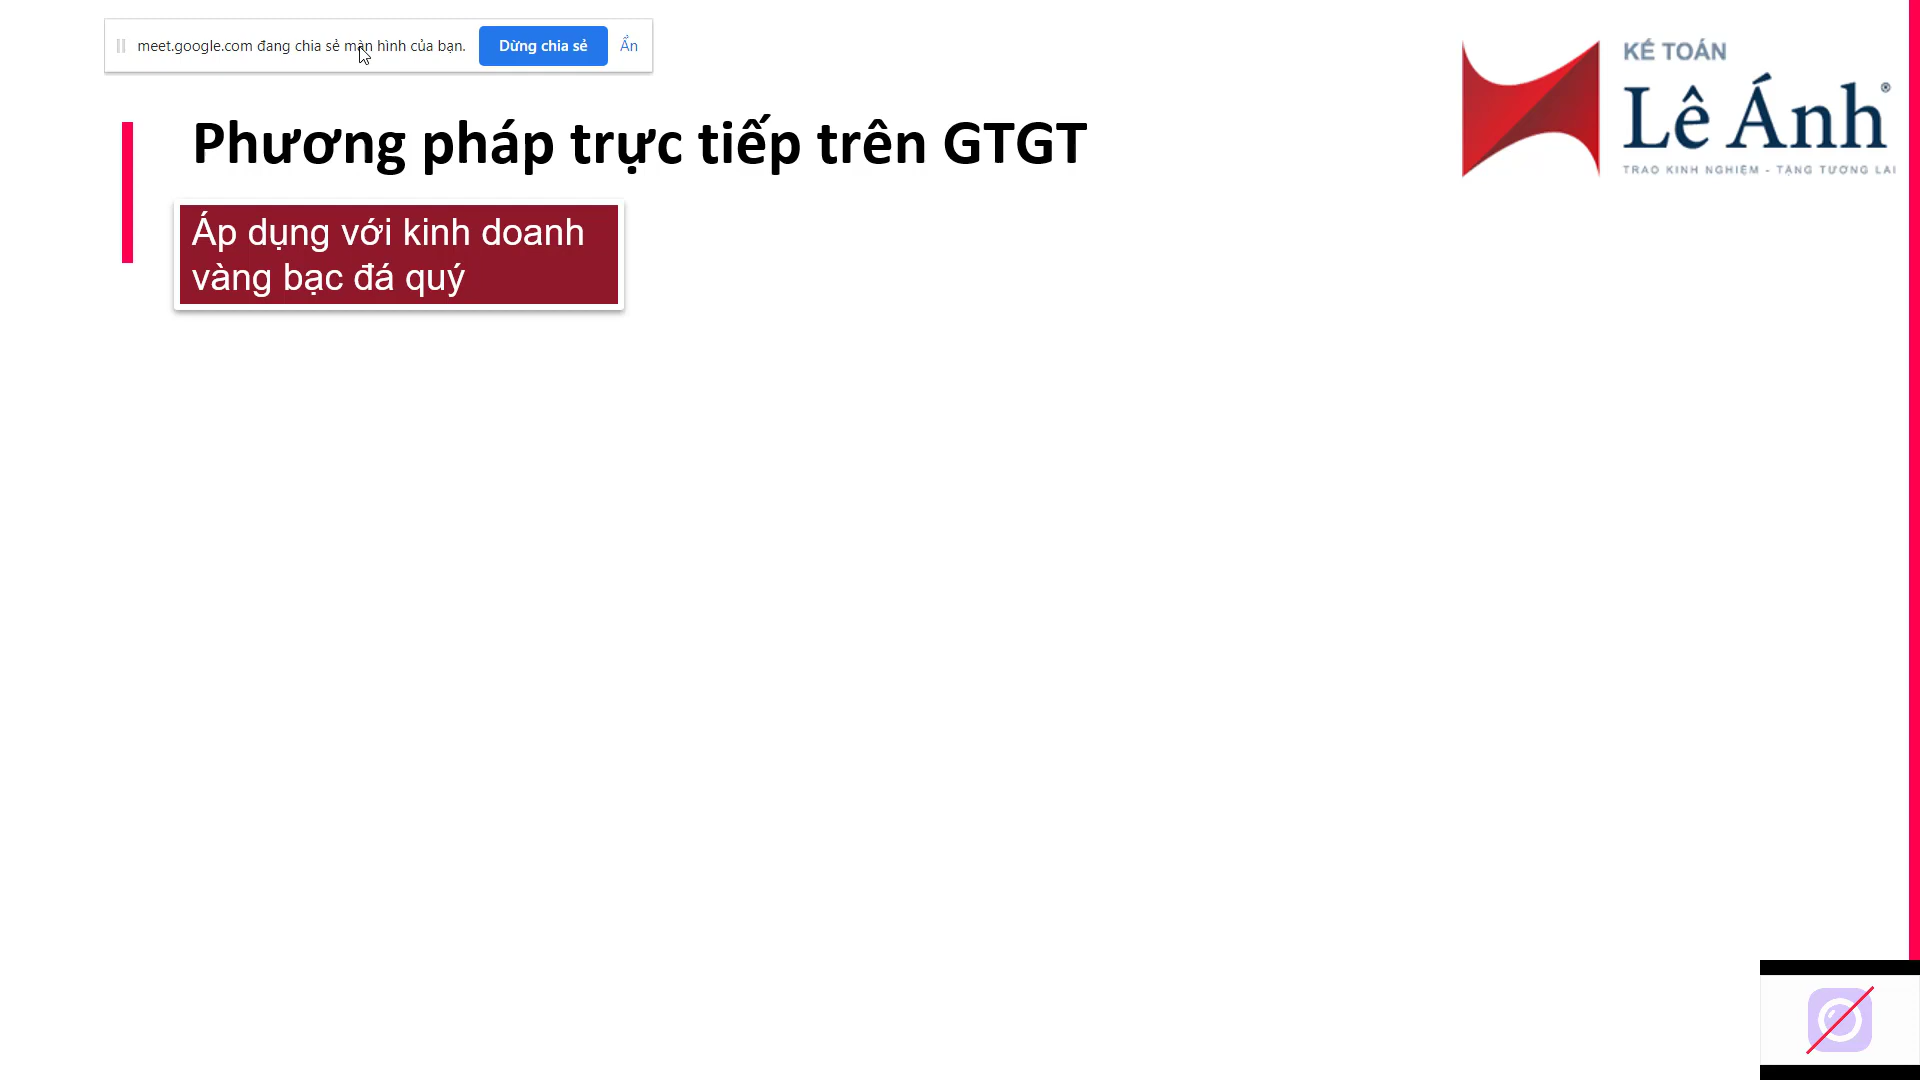 meet.google.com đang chia sẻ màn hình của bạn.
Dừng chia sẻ
Ẩn
KẾ TOÁN
Lê Ánh®
TRAO KINH NGHIỆM - TẶNG TƯƠNG LAI
Phương pháp trực tiếp trên GTGT
Áp dụng với kinh doanh
vàng bạc đá quý